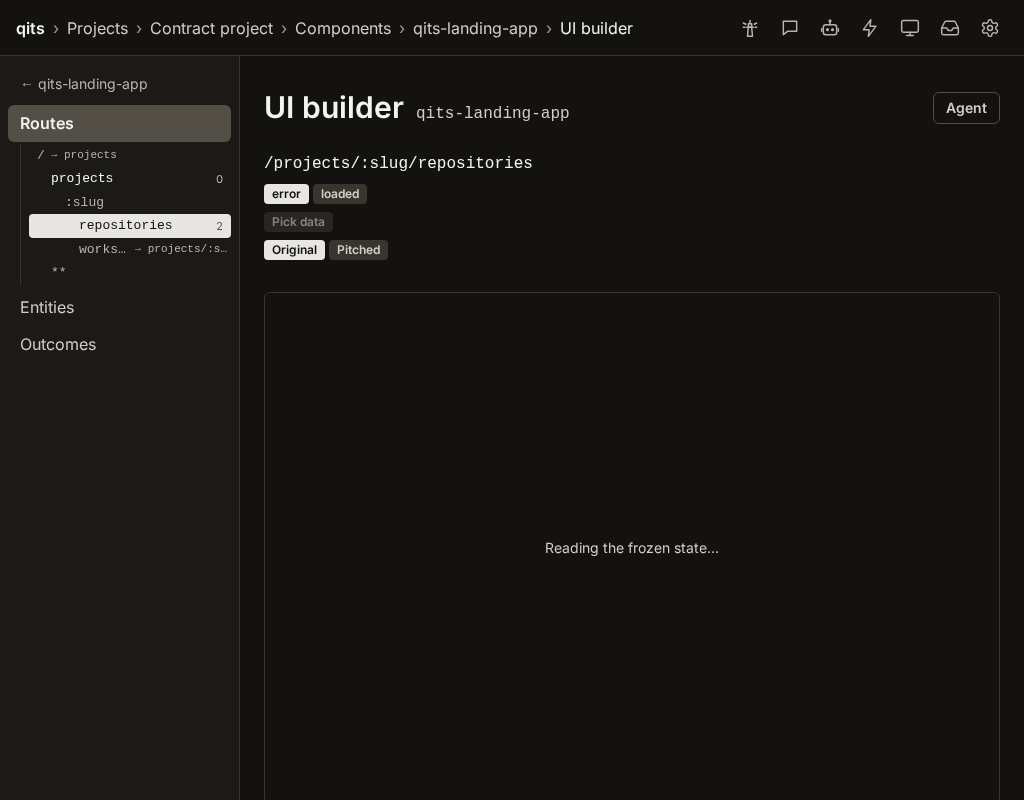 qits › Projects › Contract project › Components › qits-landing-app › UI builder
← qits-landing-app
Routes
/ → projects
projects 0
:slug
repositories 2
works… → projects/:s…
**
Entities
Outcomes
UI builder qits-landing-app
Agent
/projects/:slug/repositories
error loaded
Pick data
Original Pitched
Reading the frozen state…